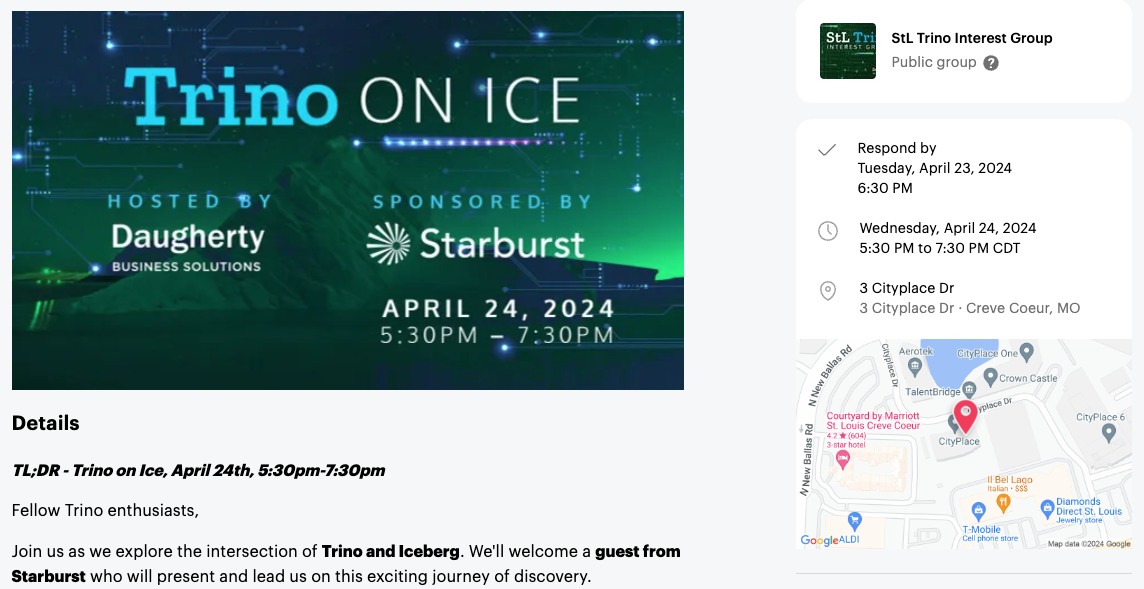 Trino ON ICE
HOSTED BY
Daugherty
BUSINESS SOLUTIONS
SPONSORED BY
Starburst
APRIL 24, 2024
5:30PM – 7:30PM
Details
TL;DR - Trino on Ice, April 24th, 5:30pm-7:30pm
Fellow Trino enthusiasts,
Join us as we explore the intersection of Trino and Iceberg. We'll welcome a guest from
Starburst who will present and lead us on this exciting journey of discovery.
StL Tri
INTEREST GR
StL Trino Interest Group
Public group ?
Respond by
Tuesday, April 23, 2024
6:30 PM
Wednesday, April 24, 2024
5:30 PM to 7:30 PM CDT
3 Cityplace Dr
3 Cityplace Dr · Creve Coeur, MO
N New Ballas Rd
Cityplace Dr
Aerotek
CityPlace One
Crown Castle
TalentBridge
Cityplace Dr
Courtyard by Marriott
St. Louis Creve Coeur
4.2 ★ (604)
3-star hotel
CityPlace
CityPlace 6
N New Ballas Rd
Il Bel Lago
Italian · $$$
Diamonds
Direct St. Louis
Jewelry store
T-Mobile
Cell phone store
ALDI
Google
Map data ©2024 Google